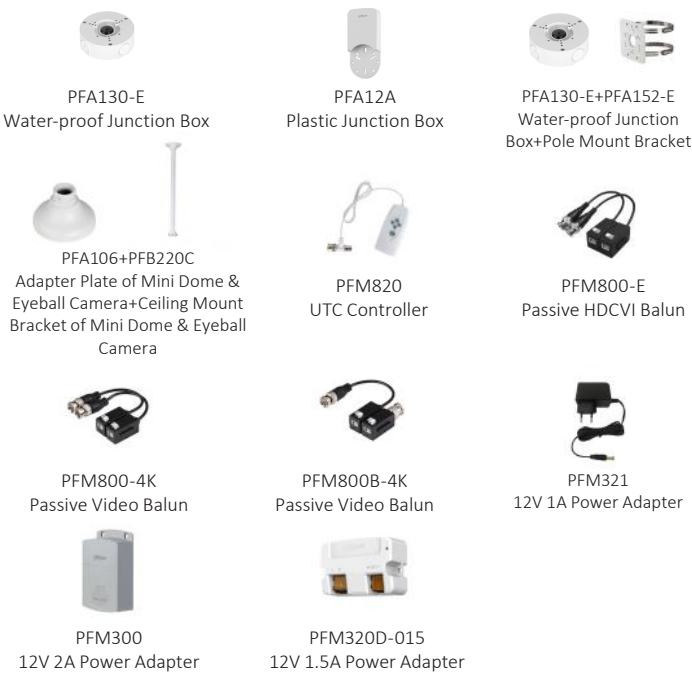 PFA130-E
Water-proof Junction Box
PFA12A
Plastic Junction Box
PFA130-E+PFA152-E
Water-proof Junction
Box+Pole Mount Bracket
PFA106+PFB220C
Adapter Plate of Mini Dome &
Eyeball Camera+Ceiling Mount
Bracket of Mini Dome & Eyeball
Camera
PFM820
UTC Controller
PFM800-E
Passive HDCVI Balun
PFM800-4K
Passive Video Balun
PFM800B-4K
Passive Video Balun
PFM321
12V 1A Power Adapter
PFM300
12V 2A Power Adapter
PFM320D-015
12V 1.5A Power Adapter